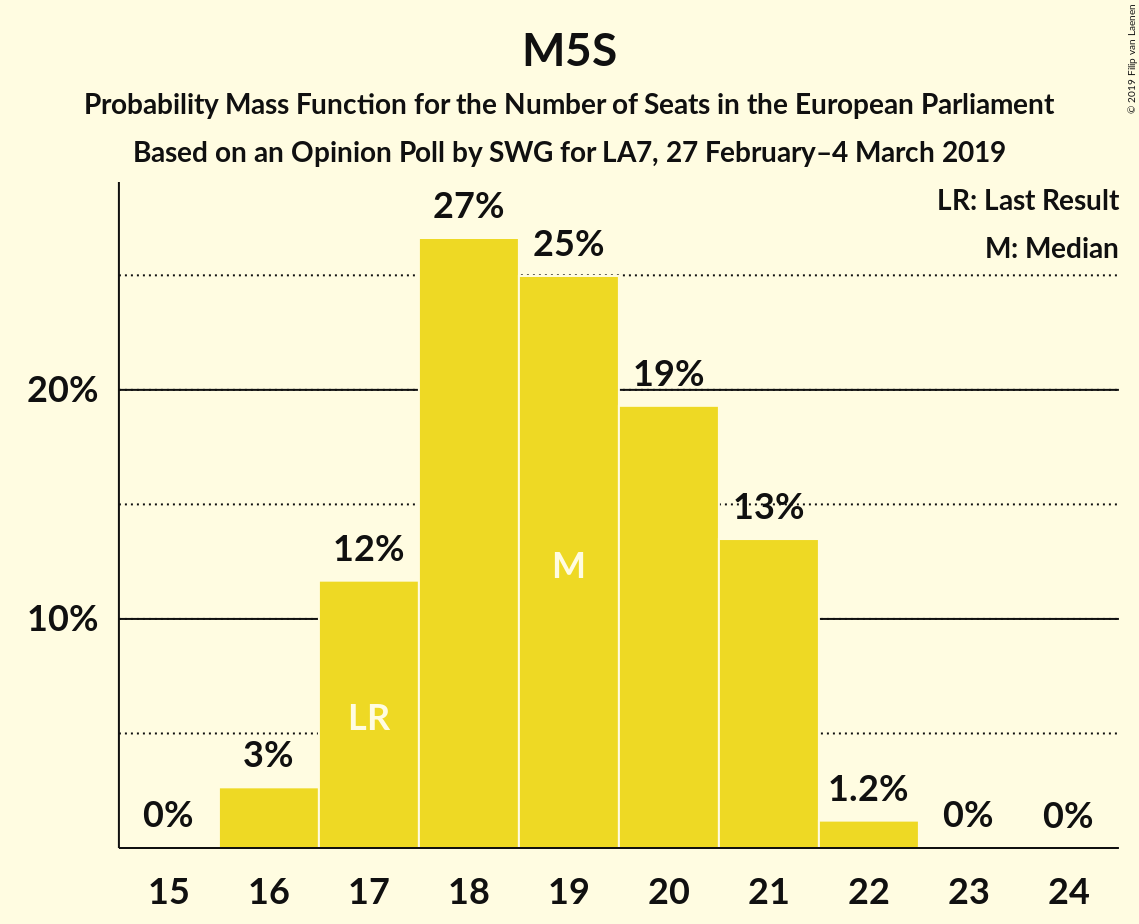 M5S
Probability Mass Function for the Number of Seats in the European Parliament
Based on an Opinion Poll by SWG for LA7, 27 February–4 March 2019
© 2019 Filip van Laenen
LR: Last Result
M: Median
27%
25%
20%
19%
13%
12%
10%
M
LR
3%
1.2%
0%
0%
0%
15 16 17 18 19 20 21 22 23 24